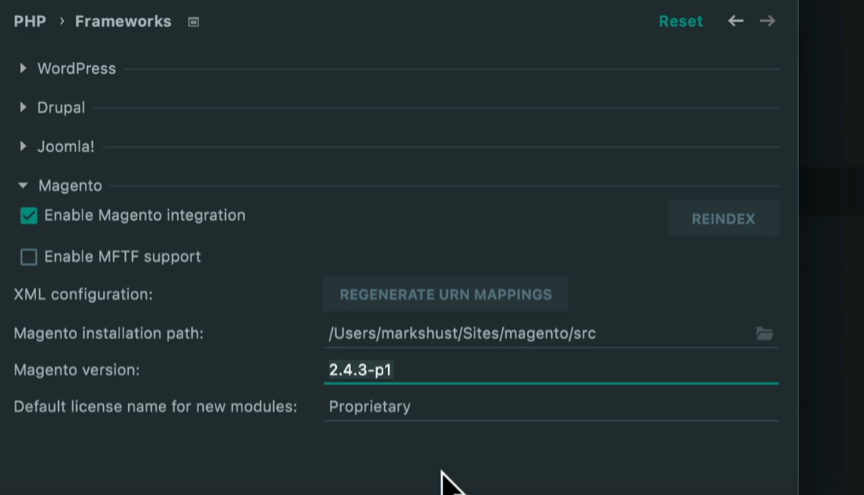 PHP › Frameworks Reset
WordPress
Drupal
Joomla!
Magento
Enable Magento integration
REINDEX
Enable MFTF support
XML configuration: REGENERATE URN MAPPINGS
Magento installation path: /Users/markshust/Sites/magento/src
Magento version: 2.4.3-p1
Default license name for new modules: Proprietary